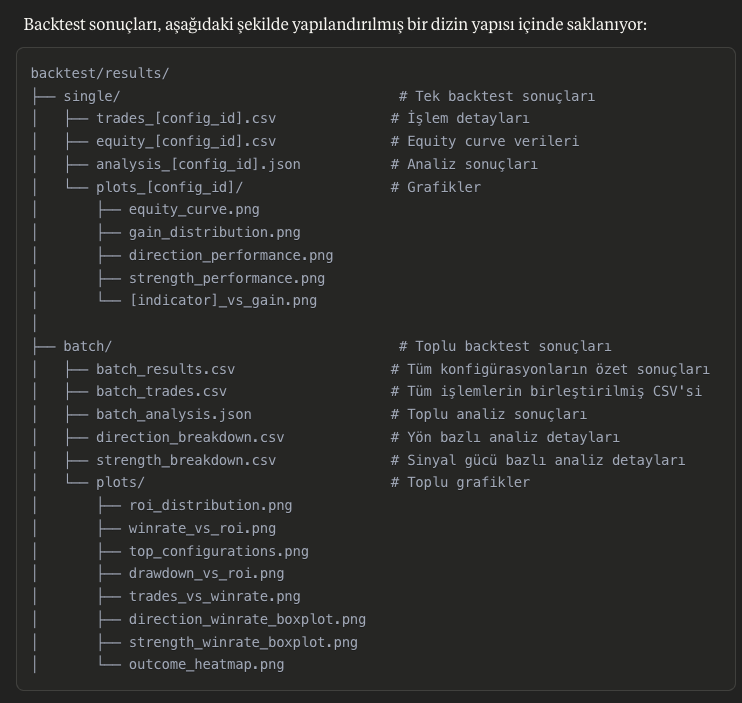 Backtest sonuçları, aşağıdaki şekilde yapılandırılmış bir dizin yapısı içinde saklanıyor:
backtest/results/
├── single/                                  # Tek backtest sonuçları
│   ├── trades_[config_id].csv              # İşlem detayları
│   ├── equity_[config_id].csv              # Equity curve verileri
│   ├── analysis_[config_id].json           # Analiz sonuçları
│   └── plots_[config_id]/                  # Grafikler
│       ├── equity_curve.png
│       ├── gain_distribution.png
│       ├── direction_performance.png
│       ├── strength_performance.png
│       └── [indicator]_vs_gain.png
│
├── batch/                                   # Toplu backtest sonuçları
│   ├── batch_results.csv                   # Tüm konfigürasyonların özet sonuçları
│   ├── batch_trades.csv                    # Tüm işlemlerin birleştirilmiş CSV'si
│   ├── batch_analysis.json                 # Toplu analiz sonuçları
│   ├── direction_breakdown.csv             # Yön bazlı analiz detayları
│   ├── strength_breakdown.csv              # Sinyal gücü bazlı analiz detayları
│   └── plots/                              # Toplu grafikler
│       ├── roi_distribution.png
│       ├── winrate_vs_roi.png
│       ├── top_configurations.png
│       ├── drawdown_vs_roi.png
│       ├── trades_vs_winrate.png
│       ├── direction_winrate_boxplot.png
│       ├── strength_winrate_boxplot.png
│       └── outcome_heatmap.png